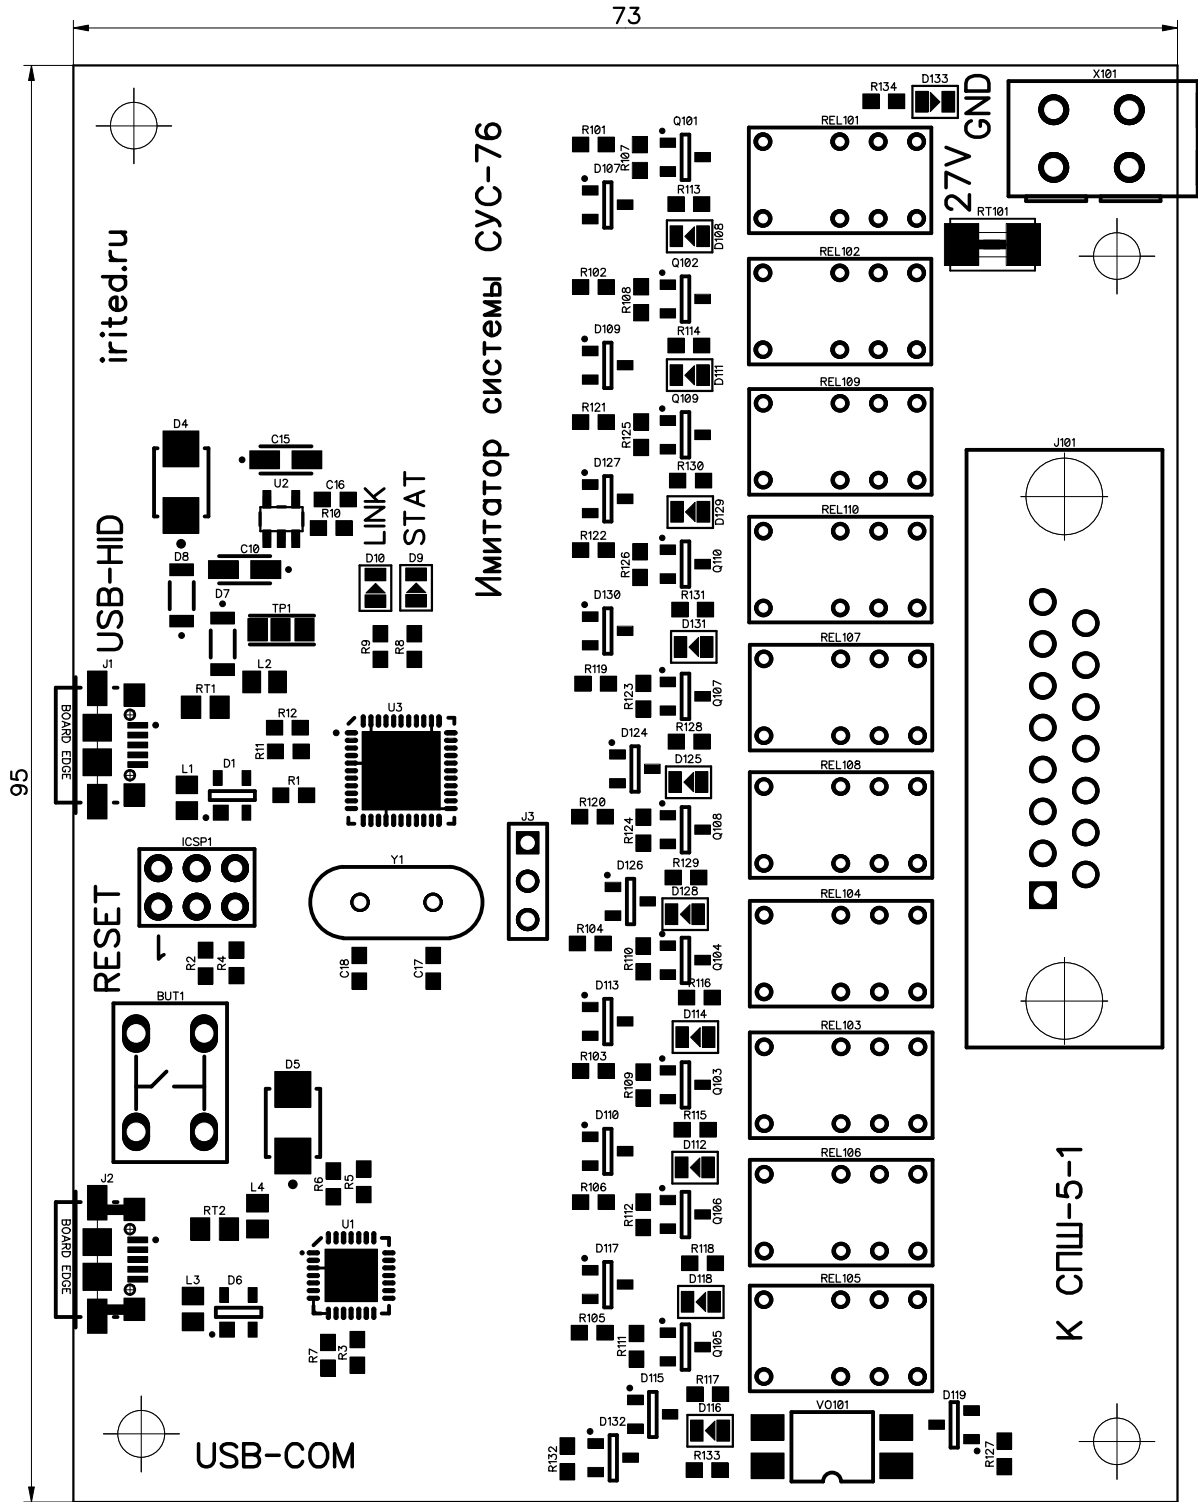 73
D133
R134
X101
GND
27V
RT101
95
irited.ru
Имитатор системы СУС-76
R101
R107
Q101
D107
R113
D108
REL101
R102
R108
Q102
D109
R114
D111
REL102
R121
R125
Q109
D127
R130
D129
REL109
R122
R126
Q110
D130
R131
D131
REL110
R119
R123
Q107
D124
R128
D125
REL107
R120
R124
Q108
D126
R129
D128
REL108
R104
R110
Q104
D113
R116
D114
REL104
R103
R109
Q103
D110
R115
D112
REL103
R106
R112
Q106
D117
R118
D118
REL106
R105
R111
Q105
D115
R117
D116
REL105
D132
R132
R133
VO101
D119
R127
J101
К СПШ-5-1
D4
C15
U2
C16
R10
LINK
STAT
USB-HID
D8
C10
D10
D9
D7
TP1
R9
R8
J1
BOARD EDGE
L2
RT1
R12
R11
U3
L1
D1
R1
ICSP1
Y1
J3
RESET
1
R2
R4
C18
C17
BUT1
D5
R6
R5
J2
BOARD EDGE
L4
RT2
U1
L3
D6
R7
R3
USB-COM